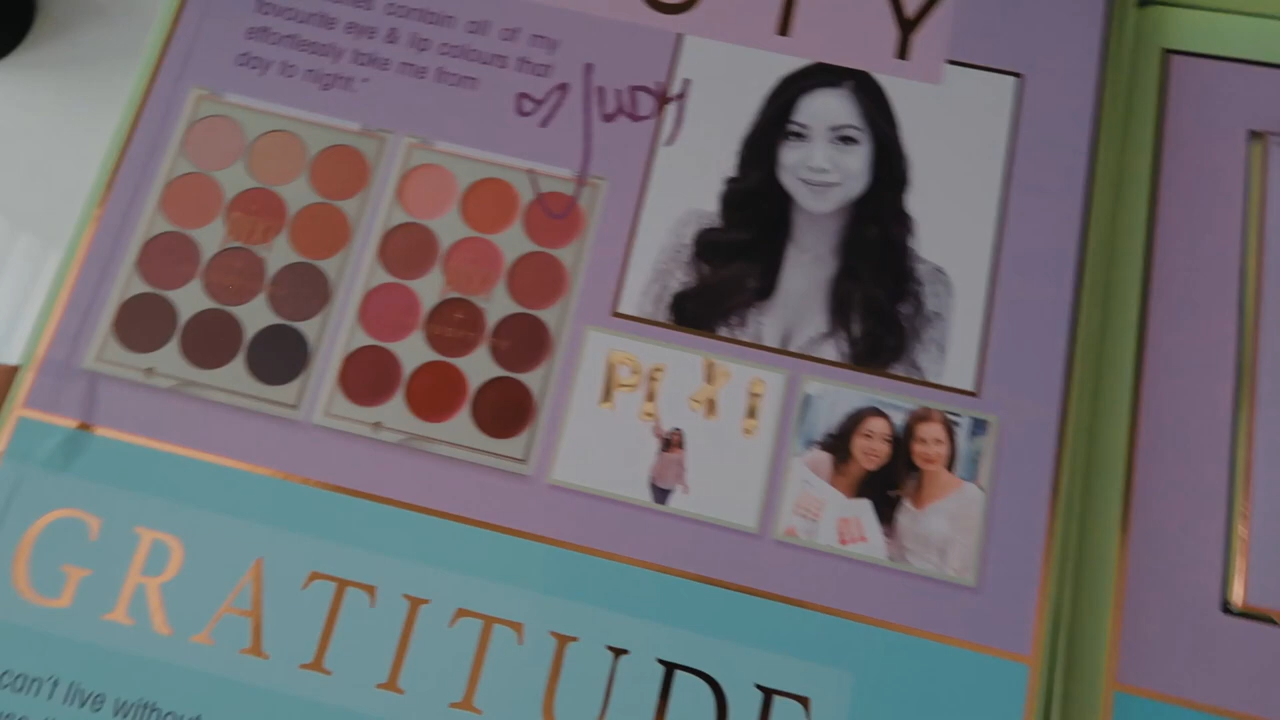 TY
contain all of my
favourite eye & lip colours that
effortlessly take me from
day to night."
Pixi
GRATITUDE
can't live without